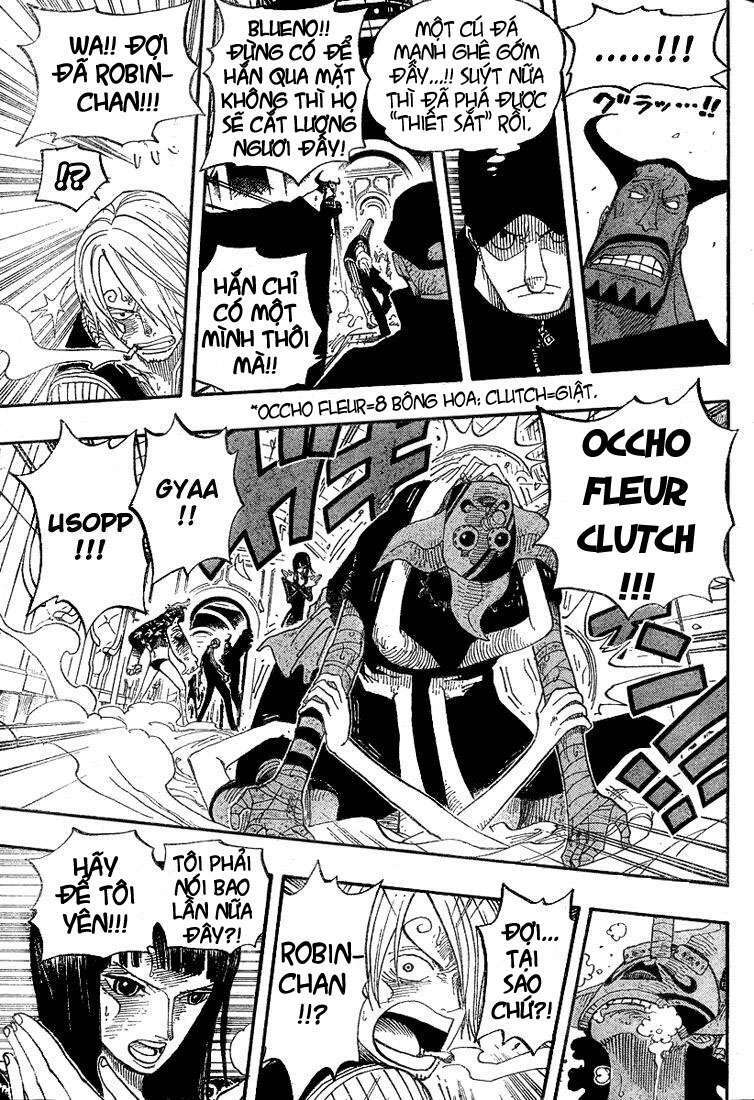 .....!!!
グラッ…!!
MỘT CÚ ĐÁ
MẠNH GHÊ GỚM
ĐẤY...!! SUÝT NỮA
THÌ ĐÃ PHÁ ĐƯỢC
"THIẾT SẮT" RỒI.
BLUENO!!
ĐỪNG CÓ ĐỂ
HẮN QUA MẶT
KHÔNG THÌ HỌ
SẼ CẮT LƯƠNG
NGƯƠI ĐẤY!
HẮN CHỈ
CÓ MỘT
MÌNH THÔI
MÀ!!
WA!! ĐỢI
ĐÃ ROBIN-
CHAN!!!
!?
*OCCHO FLEUR=8 BÔNG HOA; CLUTCH=GIẬT.
OCCHO
FLEUR
CLUTCH
!!!
GYAA
!!
USOPP
!!!
ĐỢI...
TẠI
SAO
CHỨ?!
ROBIN-
CHAN
!!?
TÔI PHẢI
NÓI BAO
LẦN NỮA
ĐÂY?!
HÃY
ĐỂ TÔI
YÊN!!!